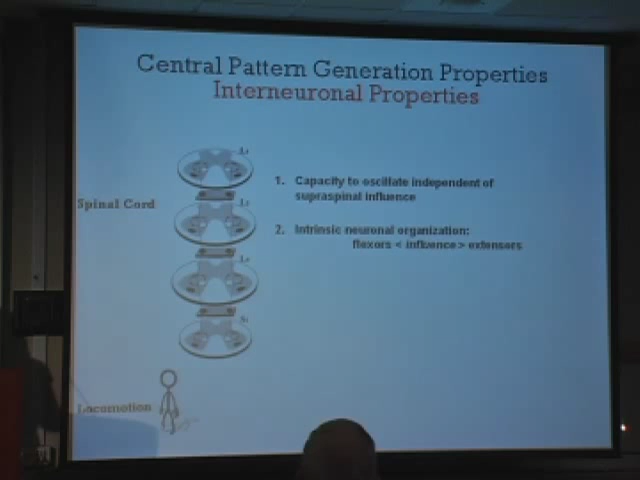 Central Pattern Generation Properties
Interneuronal Properties
Spinal Cord
1. Capacity to oscillate independent of
supraspinal influence
2. Intrinsic neuronal organization:
flexors < influence > extensors
Locomotion